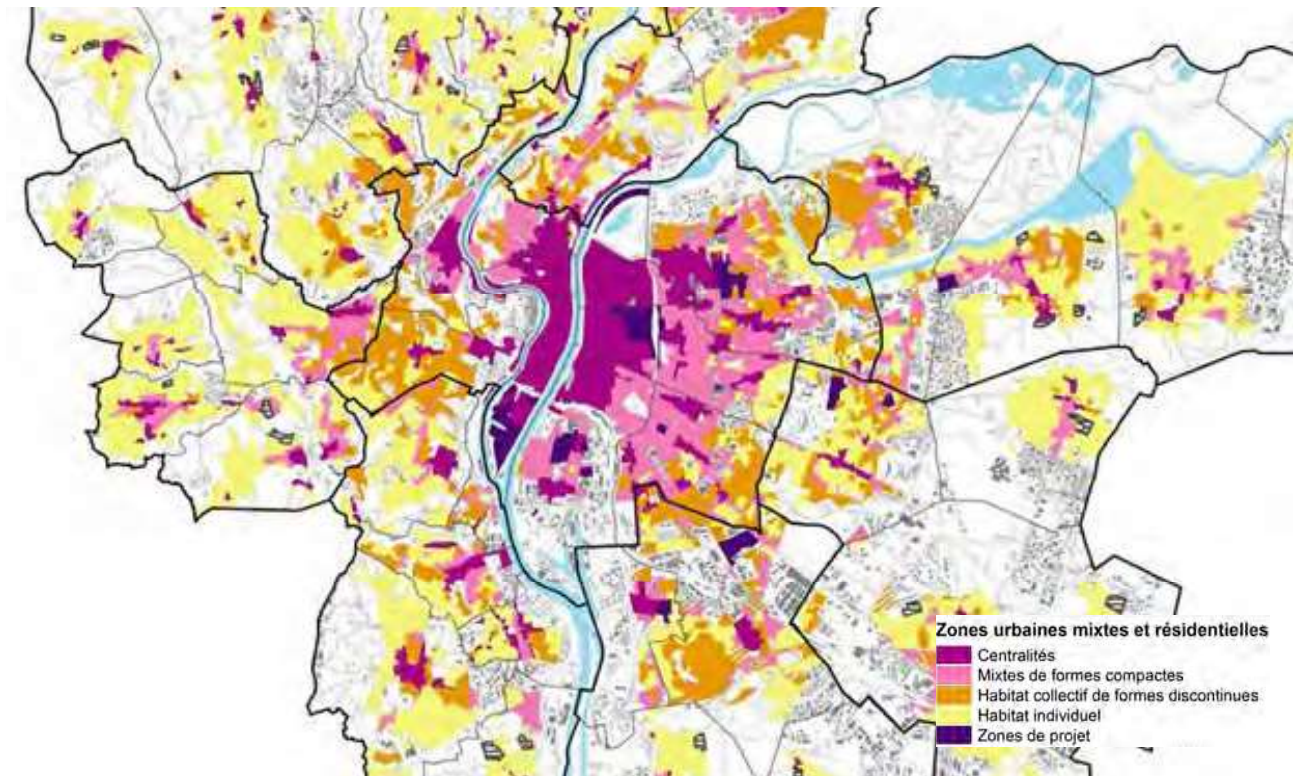 Zones urbaines mixtes et résidentielles
Centralités
Mixtes de formes compactes
Habitat collectif de formes discontinues
Habitat individuel
Zones de projet